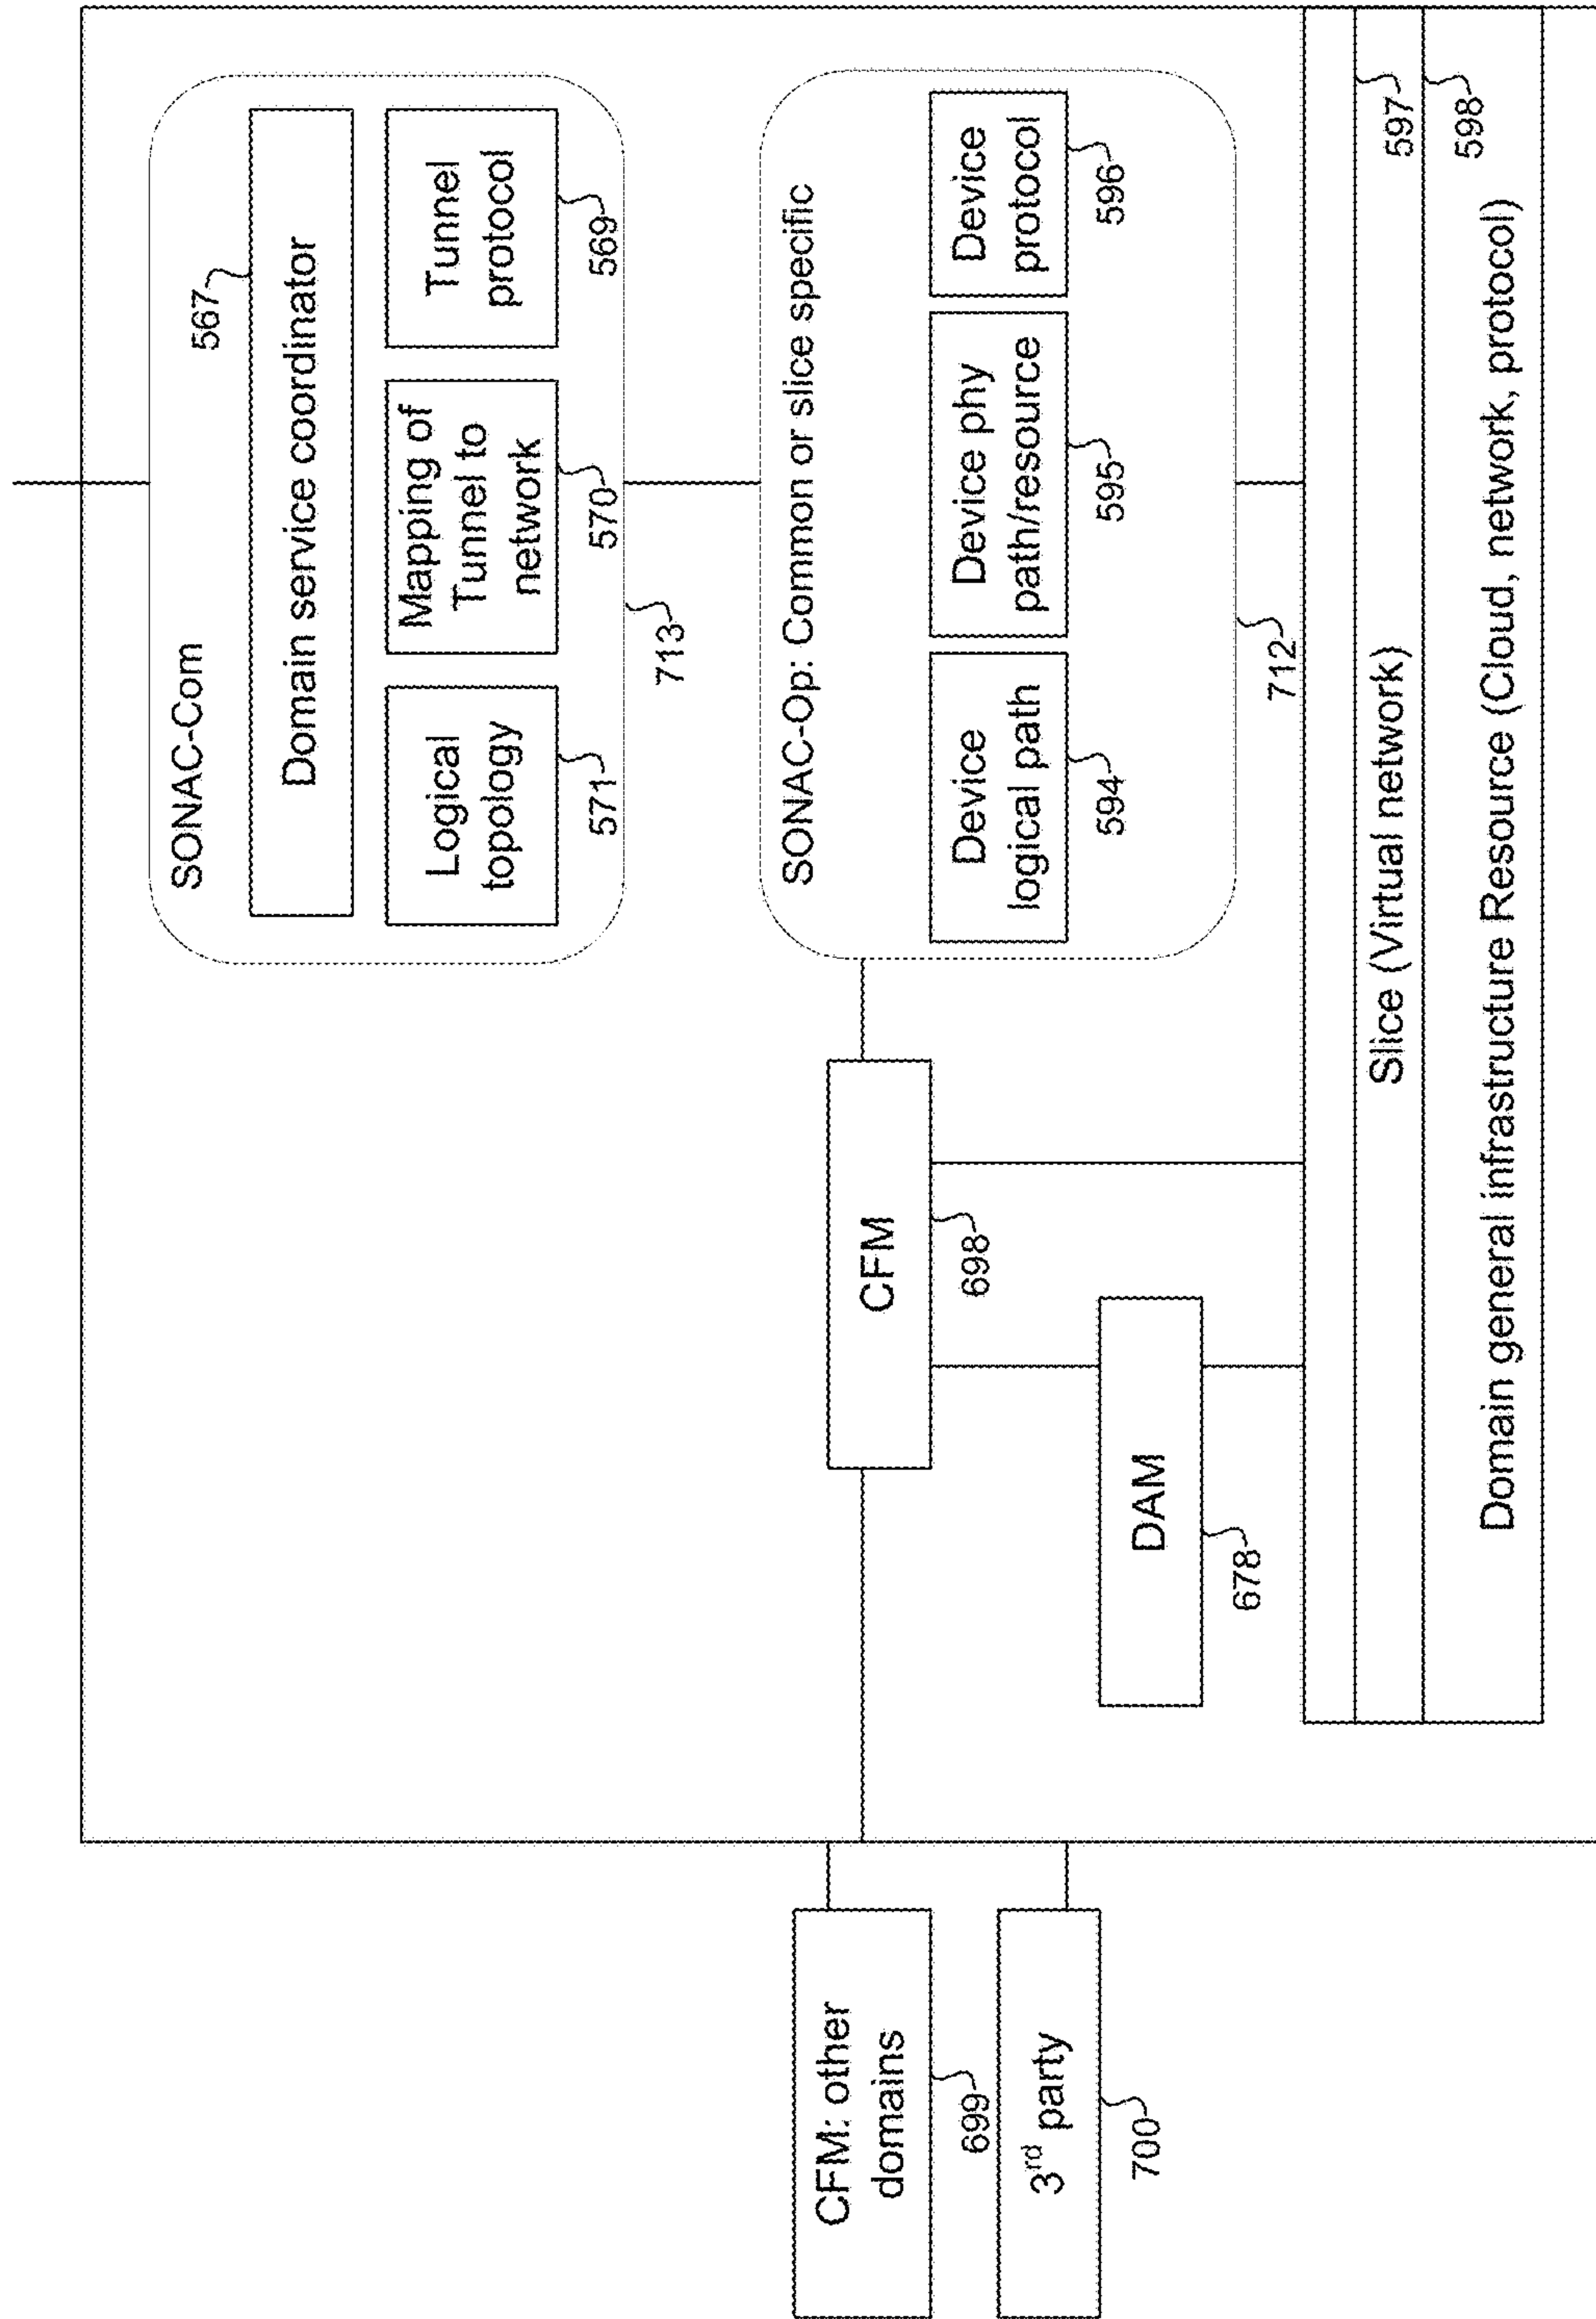 SONAC-Com
567
Domain service coordinator
Logical
topology
571
Mapping of
Tunnel to
network
570
Tunnel
protocol
569
713
SONAC-Op: Common or slice specific
Device
logical path
594
Device phy
path/resource
595
Device
protocol
596
712
CFM: other
domains
699
3rd party
700
CFM
698
DAM
678
Slice (Virtual network)
597
Domain general infrastructure Resource (Cloud, network, protocol)
598